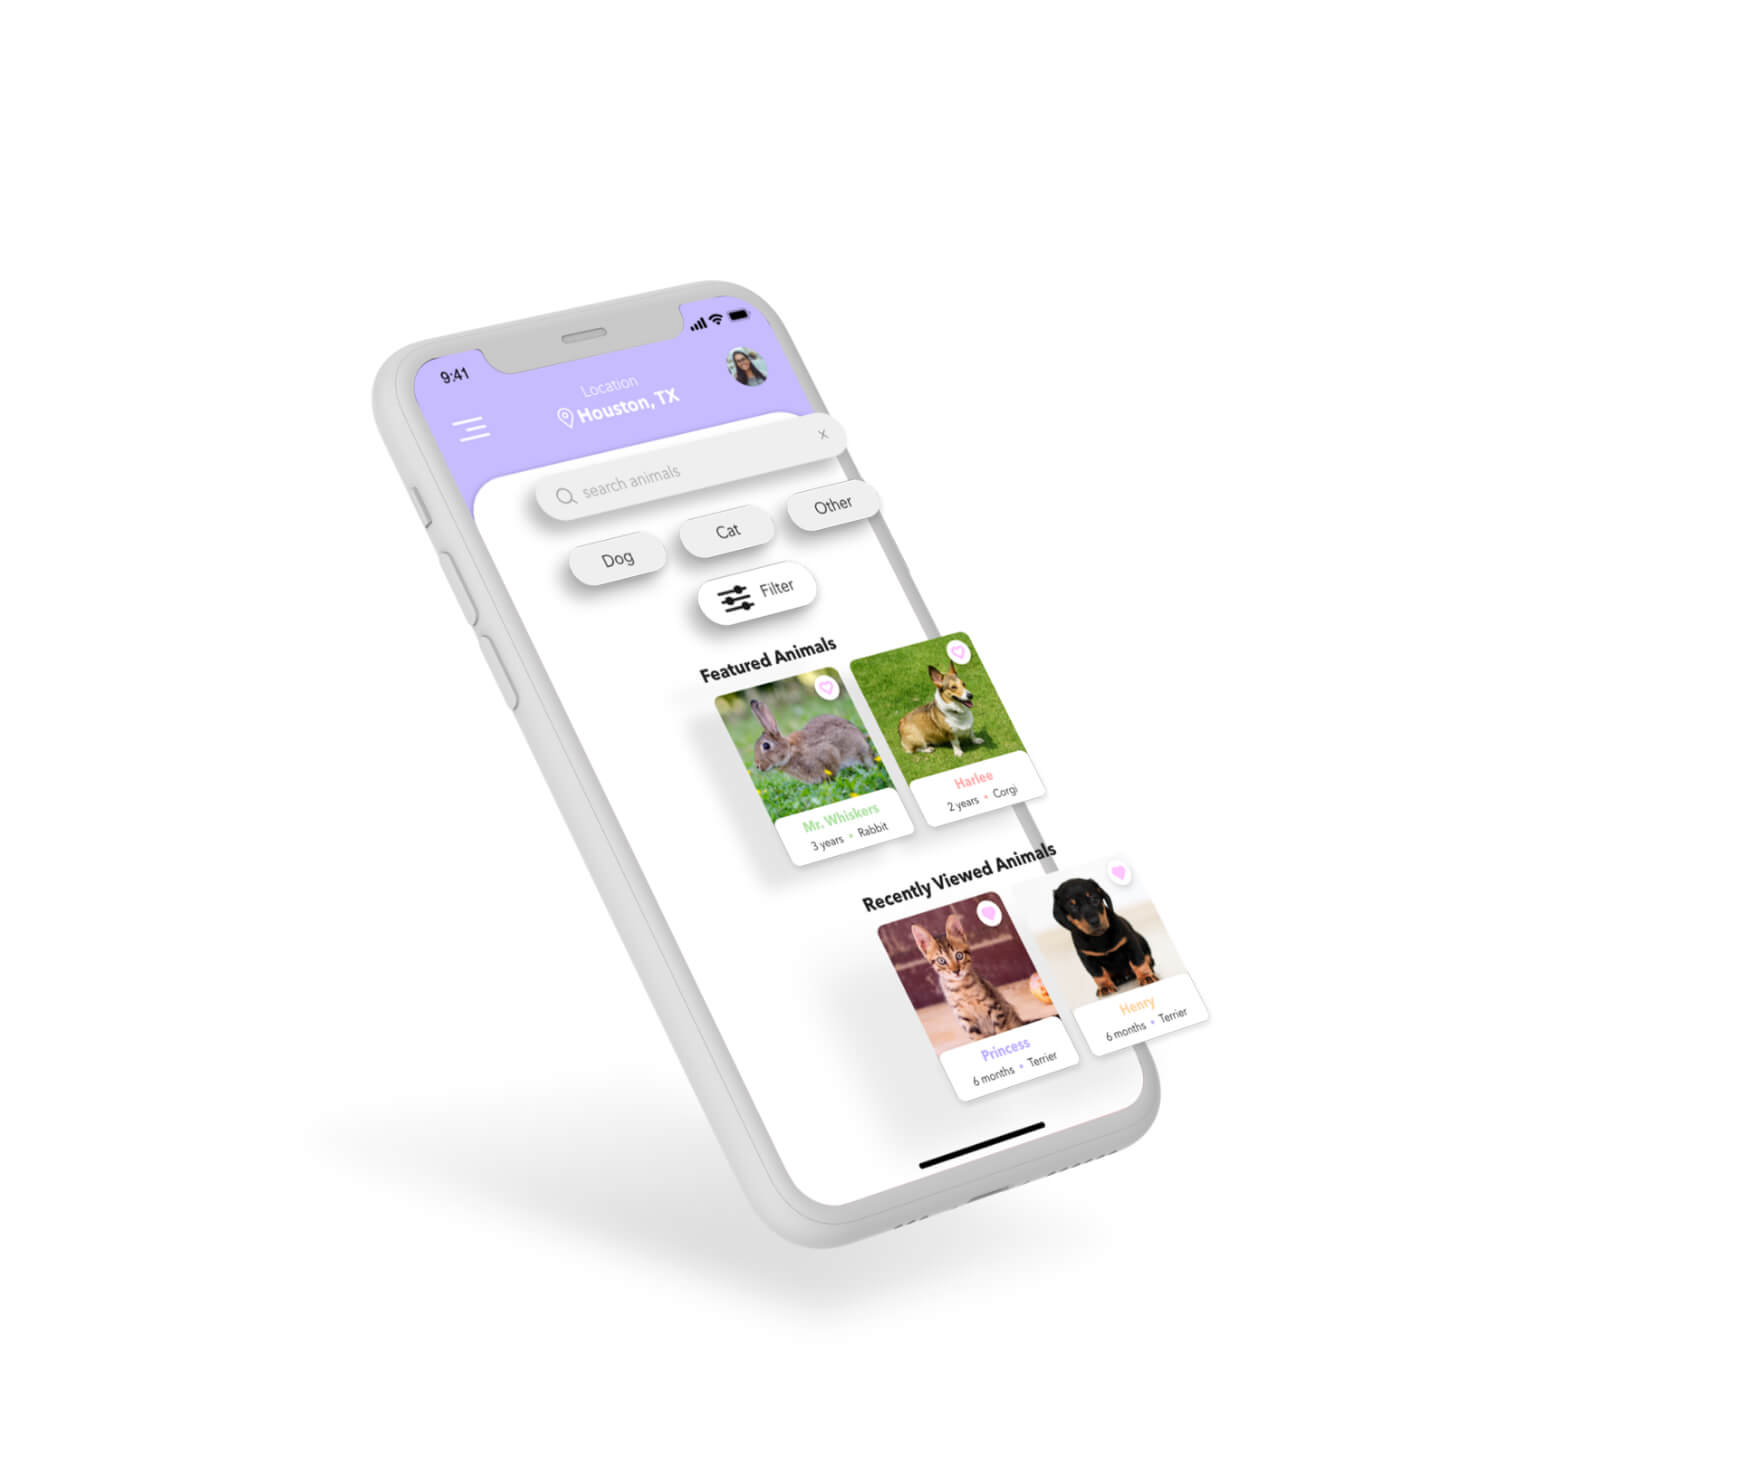 9:41
Location
Houston, TX
search animals
x
Dog
Cat
Other
Filter
Featured Animals
Mr. Whiskers
3 years • Rabbit
Harlee
2 years • Corgi
Recently Viewed Animals
Princess
6 months • Terrier
Henry
6 months • Terrier